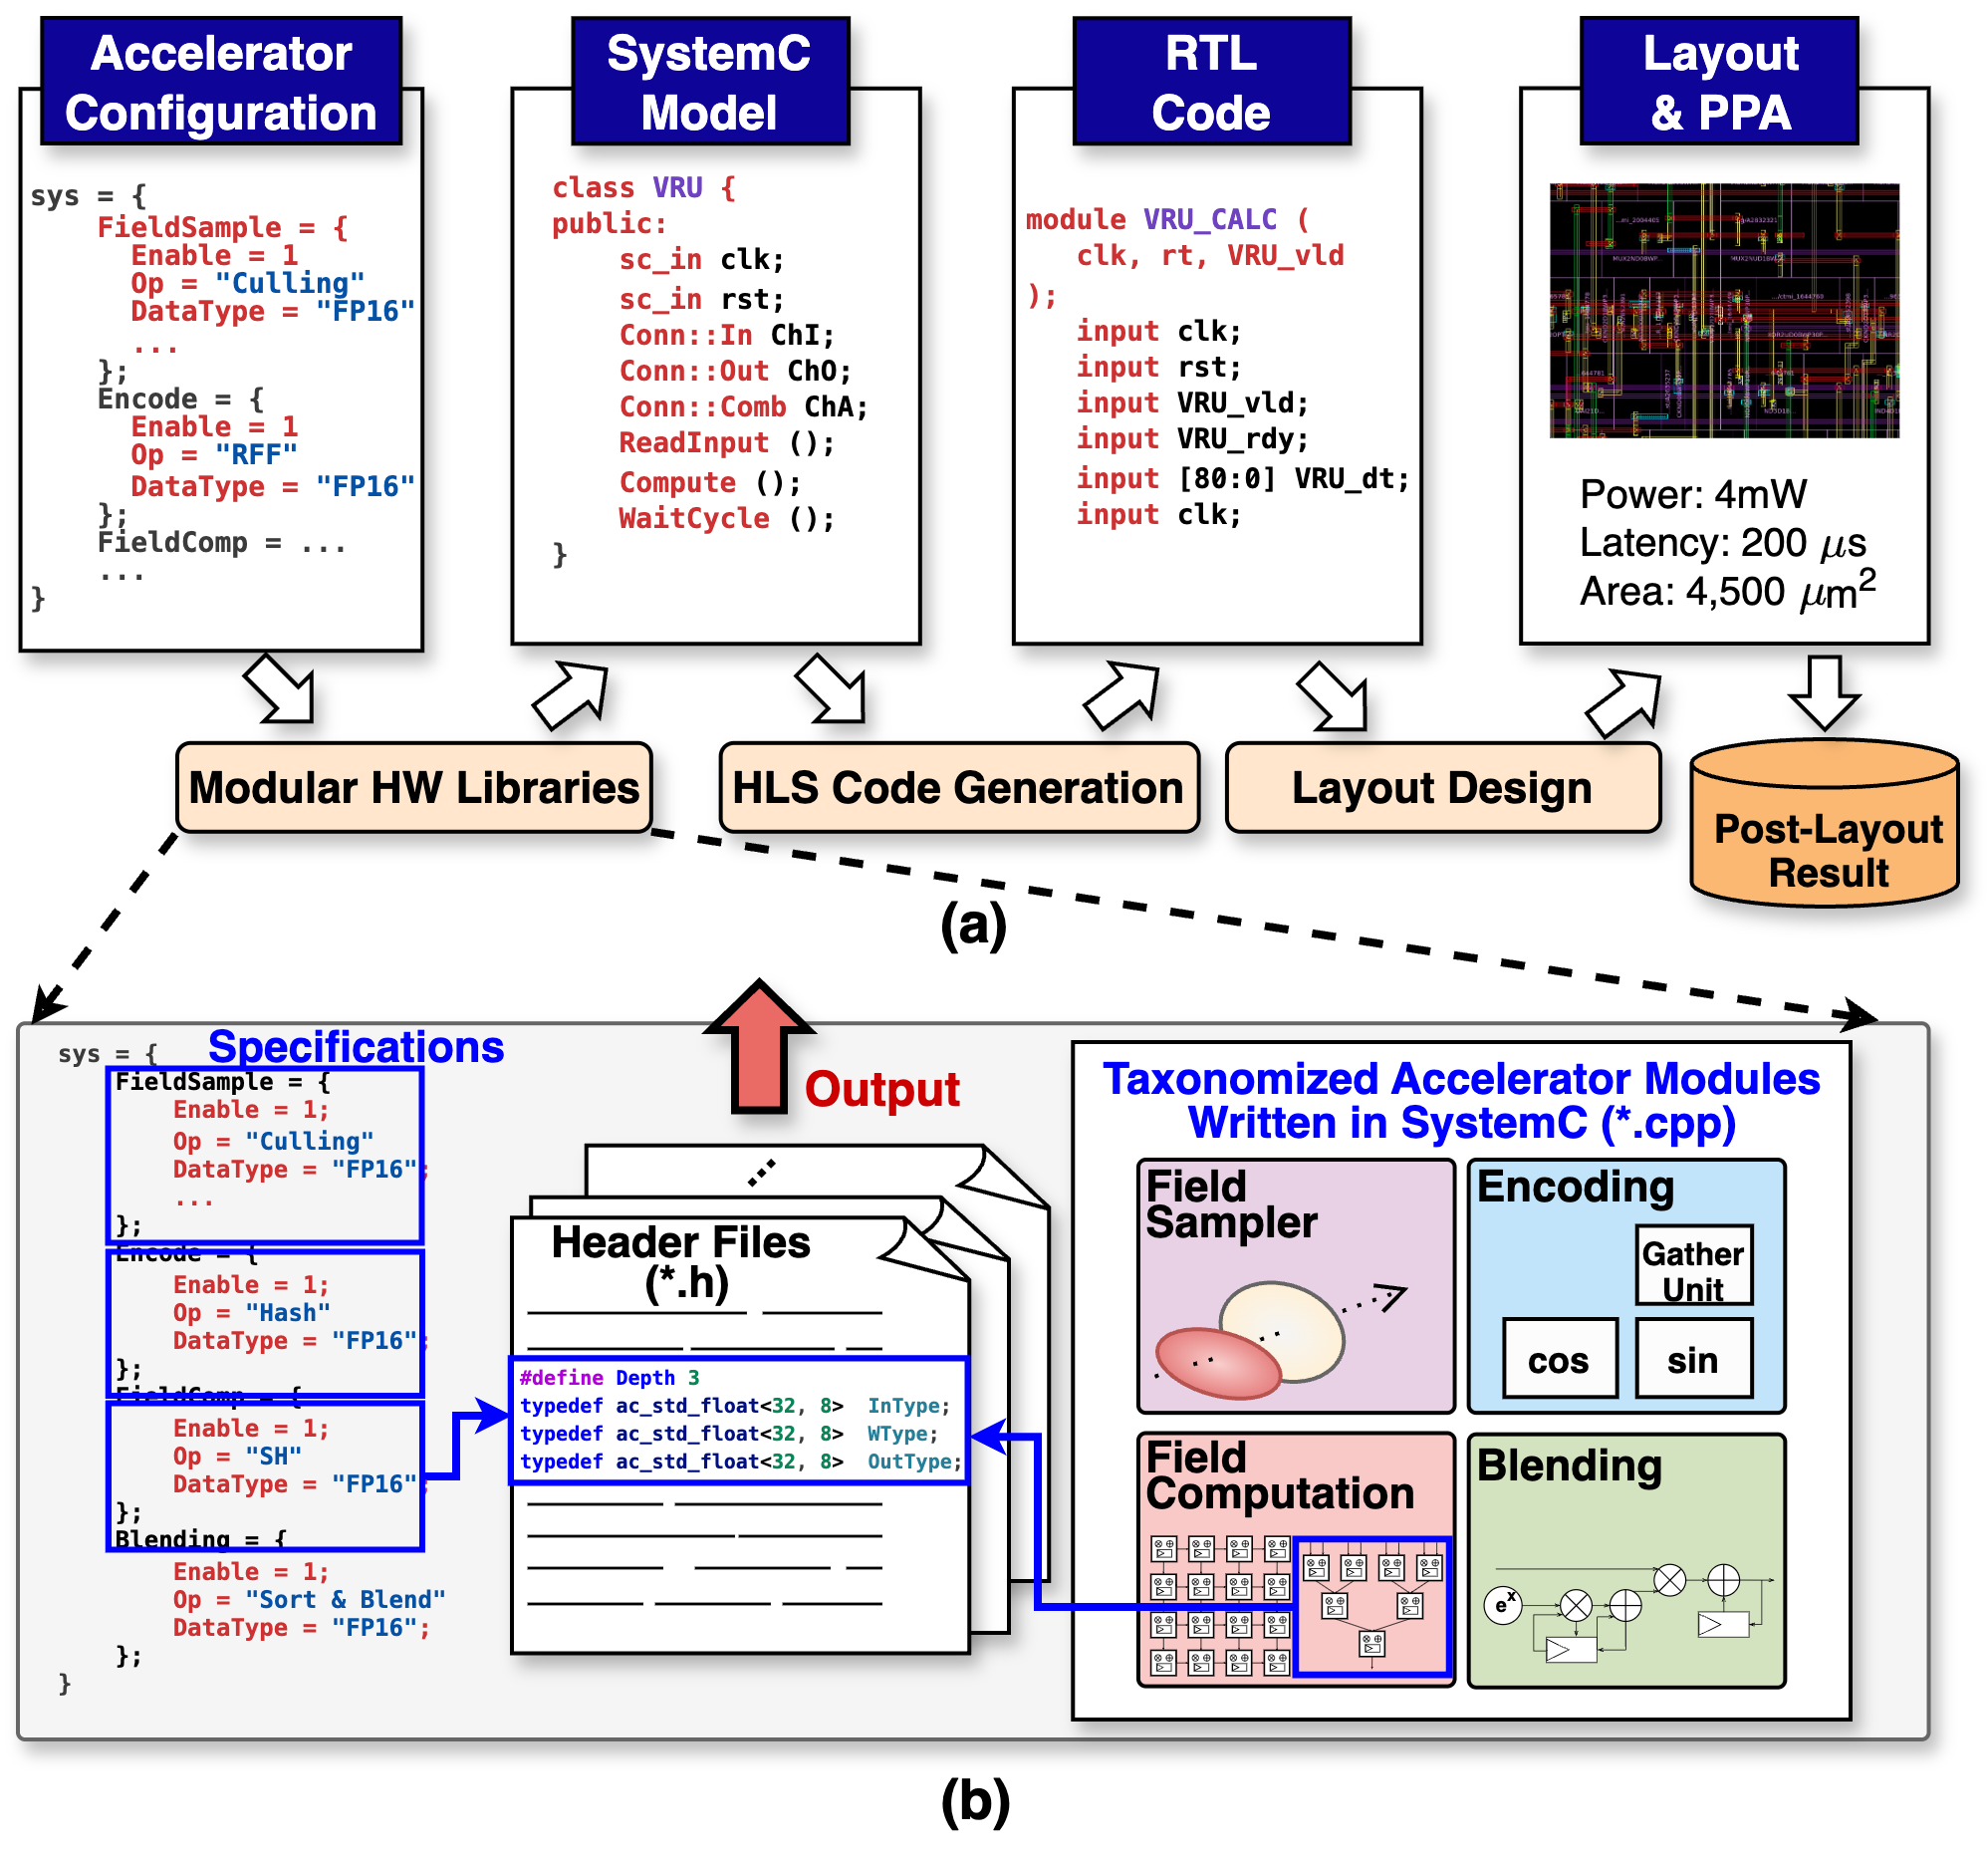 Accelerator
Configuration
sys = {
FieldSample = {
Enable = 1
Op = "Culling"
DataType = "FP16"
...
};
Encode = {
Enable = 1
Op = "RFF"
DataType = "FP16"
};
FieldComp = ...
...
}
SystemC
Model
class VRU {
public:
sc_in clk;
sc_in rst;
Conn::In ChI;
Conn::Out ChO;
Conn::Comb ChA;
ReadInput ();
Compute ();
WaitCycle ();
}
RTL
Code
module VRU_CALC (
clk, rt, VRU_vld
);
input clk;
input rst;
input VRU_vld;
input VRU_rdy;
input [80:0] VRU_dt;
input clk;
Layout
& PPA
Power: 4mW
Latency: 200 μs
Area: 4,500 μm²
Modular HW Libraries
HLS Code Generation
Layout Design
Post-Layout
Result
(a)
Specifications
sys = {
FieldSample = {
Enable = 1;
Op = "Culling"
DataType = "FP16";
...
};
Encode = {
Enable = 1;
Op = "Hash"
DataType = "FP16";
};
FieldComp = {
Enable = 1;
Op = "SH"
DataType = "FP16";
};
Blending = {
Enable = 1;
Op = "Sort & Blend"
DataType = "FP16";
};
}
Output
Header Files
(*.h)
#define Depth 3
typedef ac_std_float<32, 8> InType;
typedef ac_std_float<32, 8> WType;
typedef ac_std_float<32, 8> OutType;
Taxonomized Accelerator Modules
Written in SystemC (*.cpp)
Field
Sampler
Encoding
Gather
Unit
cos
sin
Field
Computation
Blending
eˣ
(b)